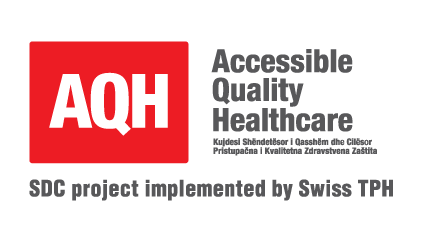 AQH
Accessible
Quality
Healthcare
Kujdesi Shëndetësor i Qasshëm dhe Cilësor
Pristupačna i Kvalitetna Zdravstvena Zaštita
SDC project implemented by Swiss TPH